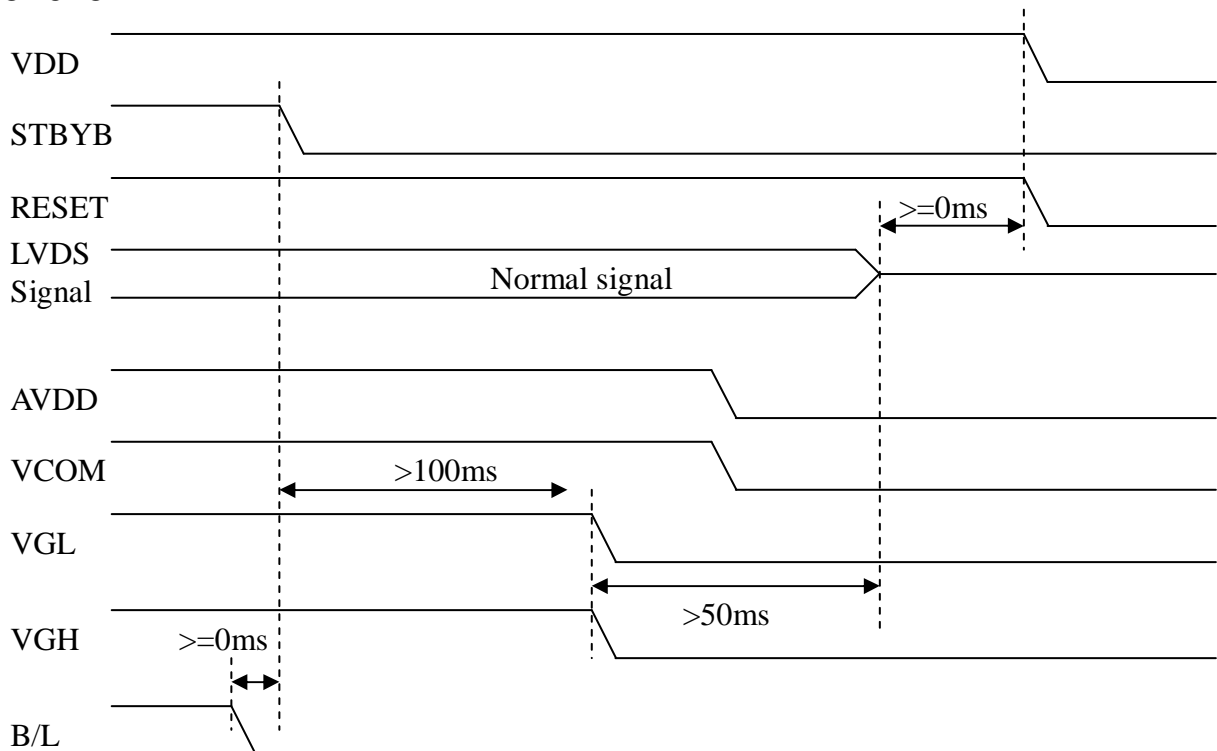 VDD
STBYB
RESET
>=0ms
LVDS
Signal
Normal signal
AVDD
VCOM
>100ms
VGL
>50ms
VGH
>=0ms
B/L